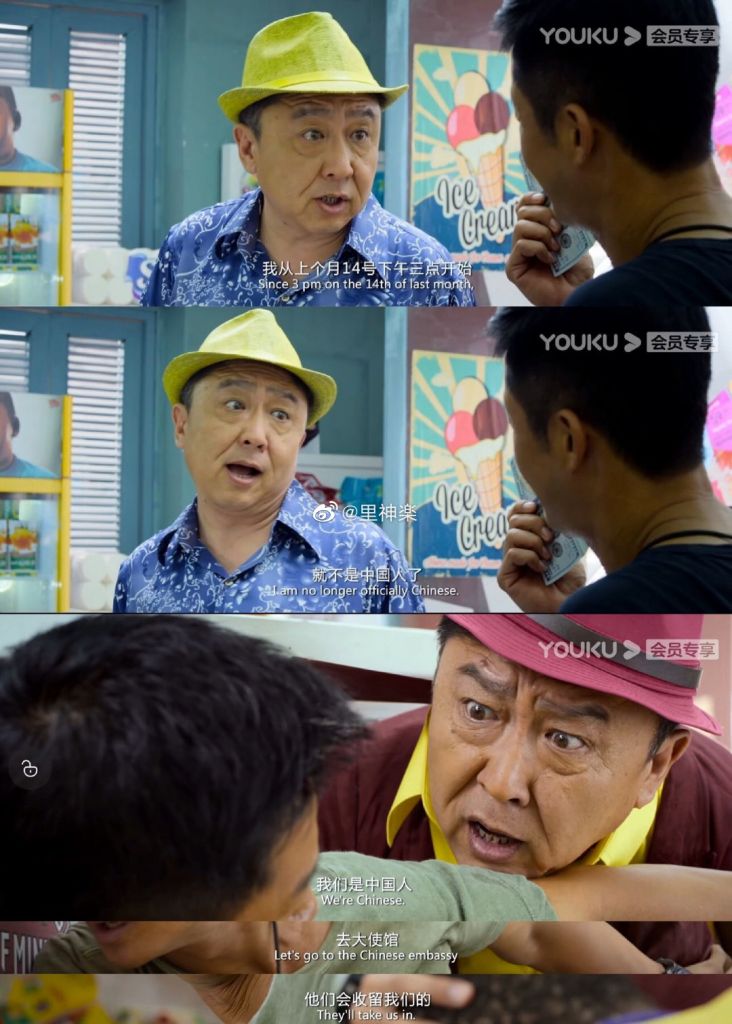 YOUKU 会员专享
Ice
Cream
我从上个月14号下午三点开始
Since 3 pm on the 14th of last month,
YOUKU 会员专享
Ice
Crea
@里神楽
就不是中国人了
I am no longer officially Chinese.
YOUKU 会员专享
我们是中国人
We're Chinese.
去大使馆
Let's go to the Chinese embassy
他们会收留我们的
They'll take us in.